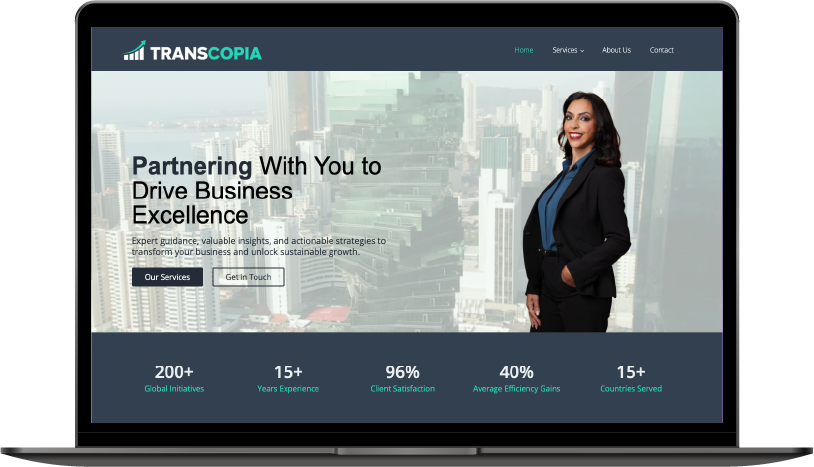 TRANSCOPIA
Home Services About Us Contact
Partnering With You to
Drive Business
Excellence
Expert guidance, valuable insights, and actionable strategies to
transform your business and unlock sustainable growth.
Our Services Get in Touch
200+ 15+ 96% 40% 15+
Global Initiatives Years Experience Client Satisfaction Average Efficiency Gains Countries Served